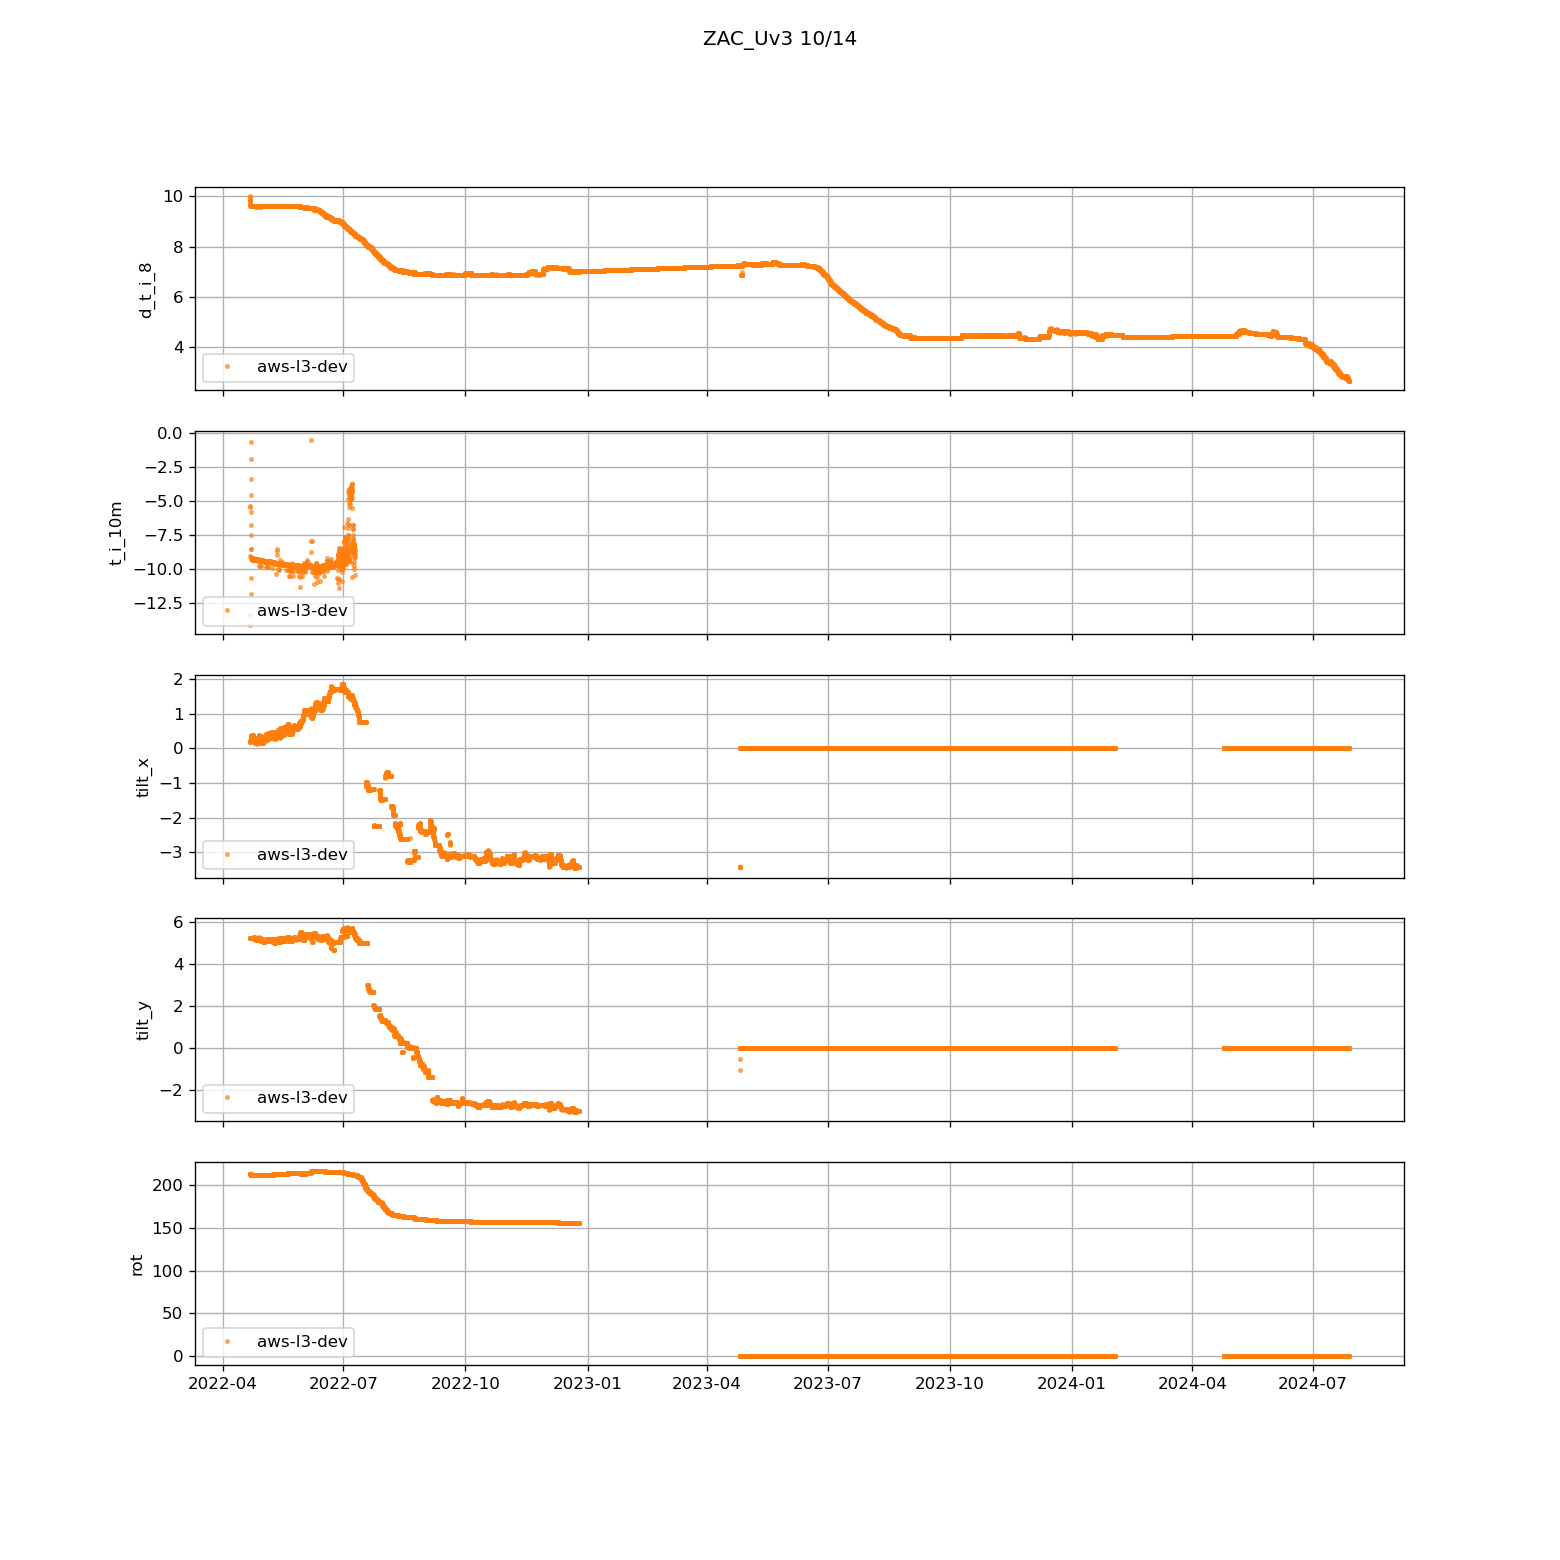 ZAC_Uv3 10/14
10
8
6
4
d_t_i_8
aws-l3-dev
0.0
−2.5
−5.0
−7.5
−10.0
−12.5
t_i_10m
aws-l3-dev
2
1
0
−1
−2
−3
tilt_x
aws-l3-dev
6
4
2
0
−2
tilt_y
aws-l3-dev
200
150
100
50
0
rot
aws-l3-dev
2022-04 2022-07 2022-10 2023-01 2023-04 2023-07 2023-10 2024-01 2024-04 2024-07